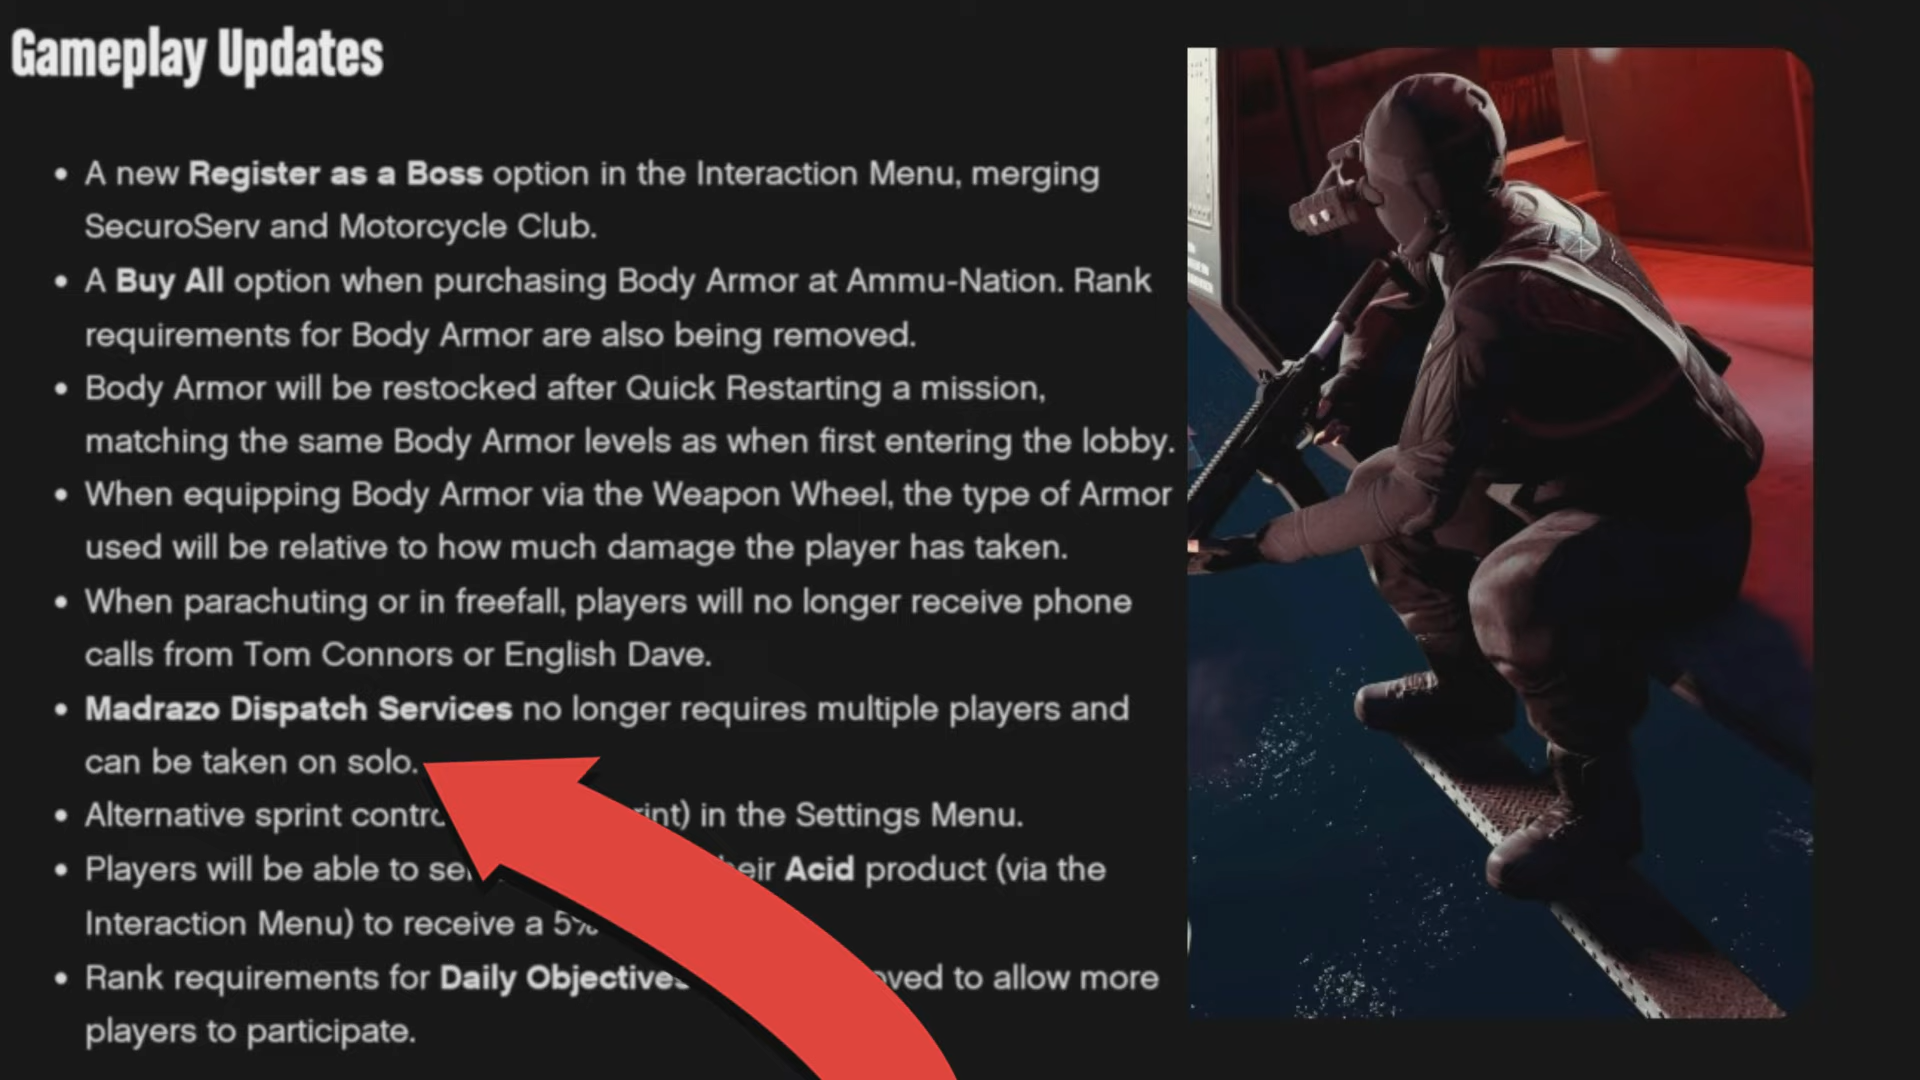 Gameplay Updates
• A new Register as a Boss option in the Interaction Menu, merging
SecuroServ and Motorcycle Club.
• A Buy All option when purchasing Body Armor at Ammu-Nation. Rank
requirements for Body Armor are also being removed.
• Body Armor will be restocked after Quick Restarting a mission,
matching the same Body Armor levels as when first entering the lobby.
• When equipping Body Armor via the Weapon Wheel, the type of Armor
used will be relative to how much damage the player has taken.
• When parachuting or in freefall, players will no longer receive phone
calls from Tom Connors or English Dave.
• Madrazo Dispatch Services no longer requires multiple players and
can be taken on solo.
• Alternative sprint in the Settings Menu.
• Players will be able to Acid product (via the
Interaction Menu) to receive a 5%
• Rank requirements for Daily Objectives to allow more
players to participate.